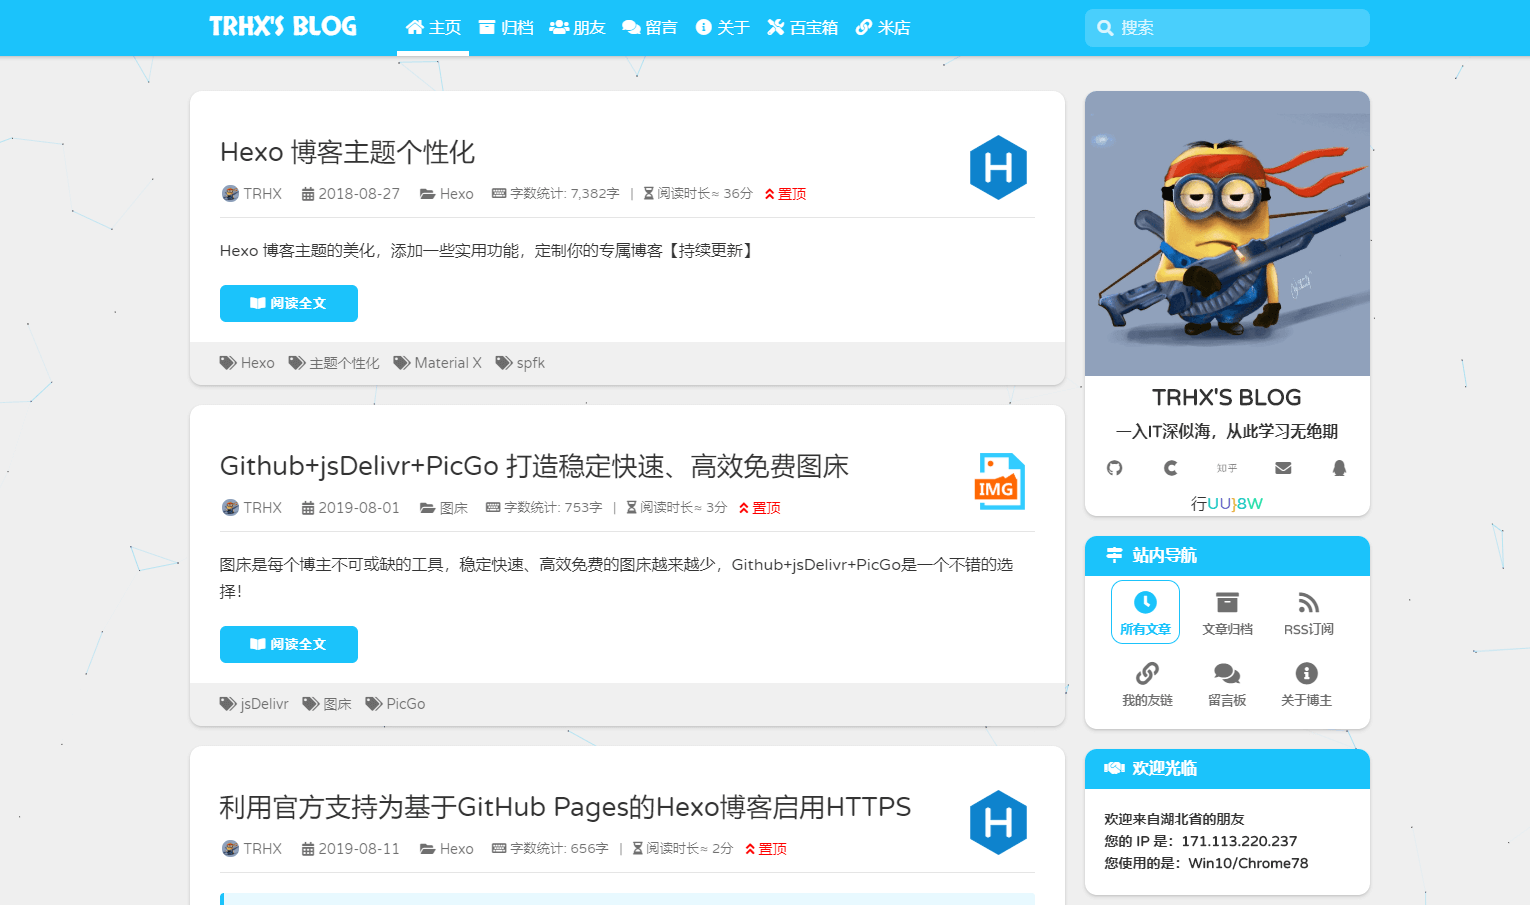 TRHX'S BLOG 主页 归档 朋友 留言 关于 百宝箱 米店 搜索
Hexo 博客主题个性化
TRHX 2018-08-27 Hexo 字数统计: 7,382字 | 阅读时长≈ 36分 置顶
Hexo 博客主题的美化，添加一些实用功能，定制你的专属博客【持续更新】
阅读全文
Hexo 主题个性化 Material X spfk
Github+jsDelivr+PicGo 打造稳定快速、高效免费图床
IMG
TRHX 2019-08-01 图床 字数统计: 753字 | 阅读时长≈ 3分 置顶
图床是每个博主不可或缺的工具，稳定快速、高效免费的图床越来越少，Github+jsDelivr+PicGo是一个不错的选
择！
阅读全文
jsDelivr 图床 PicGo
利用官方支持为基于GitHub Pages的Hexo博客启用HTTPS
TRHX 2019-08-11 Hexo 字数统计: 656字 | 阅读时长≈ 2分 置顶
TRHX'S BLOG
一入IT深似海，从此学习无绝期
知乎
行UU}8W
站内导航
所有文章 文章归档 RSS订阅
我的友链 留言板 关于博主
欢迎光临
欢迎来自湖北省的朋友
您的 IP 是：171.113.220.237
您使用的是：Win10/Chrome78